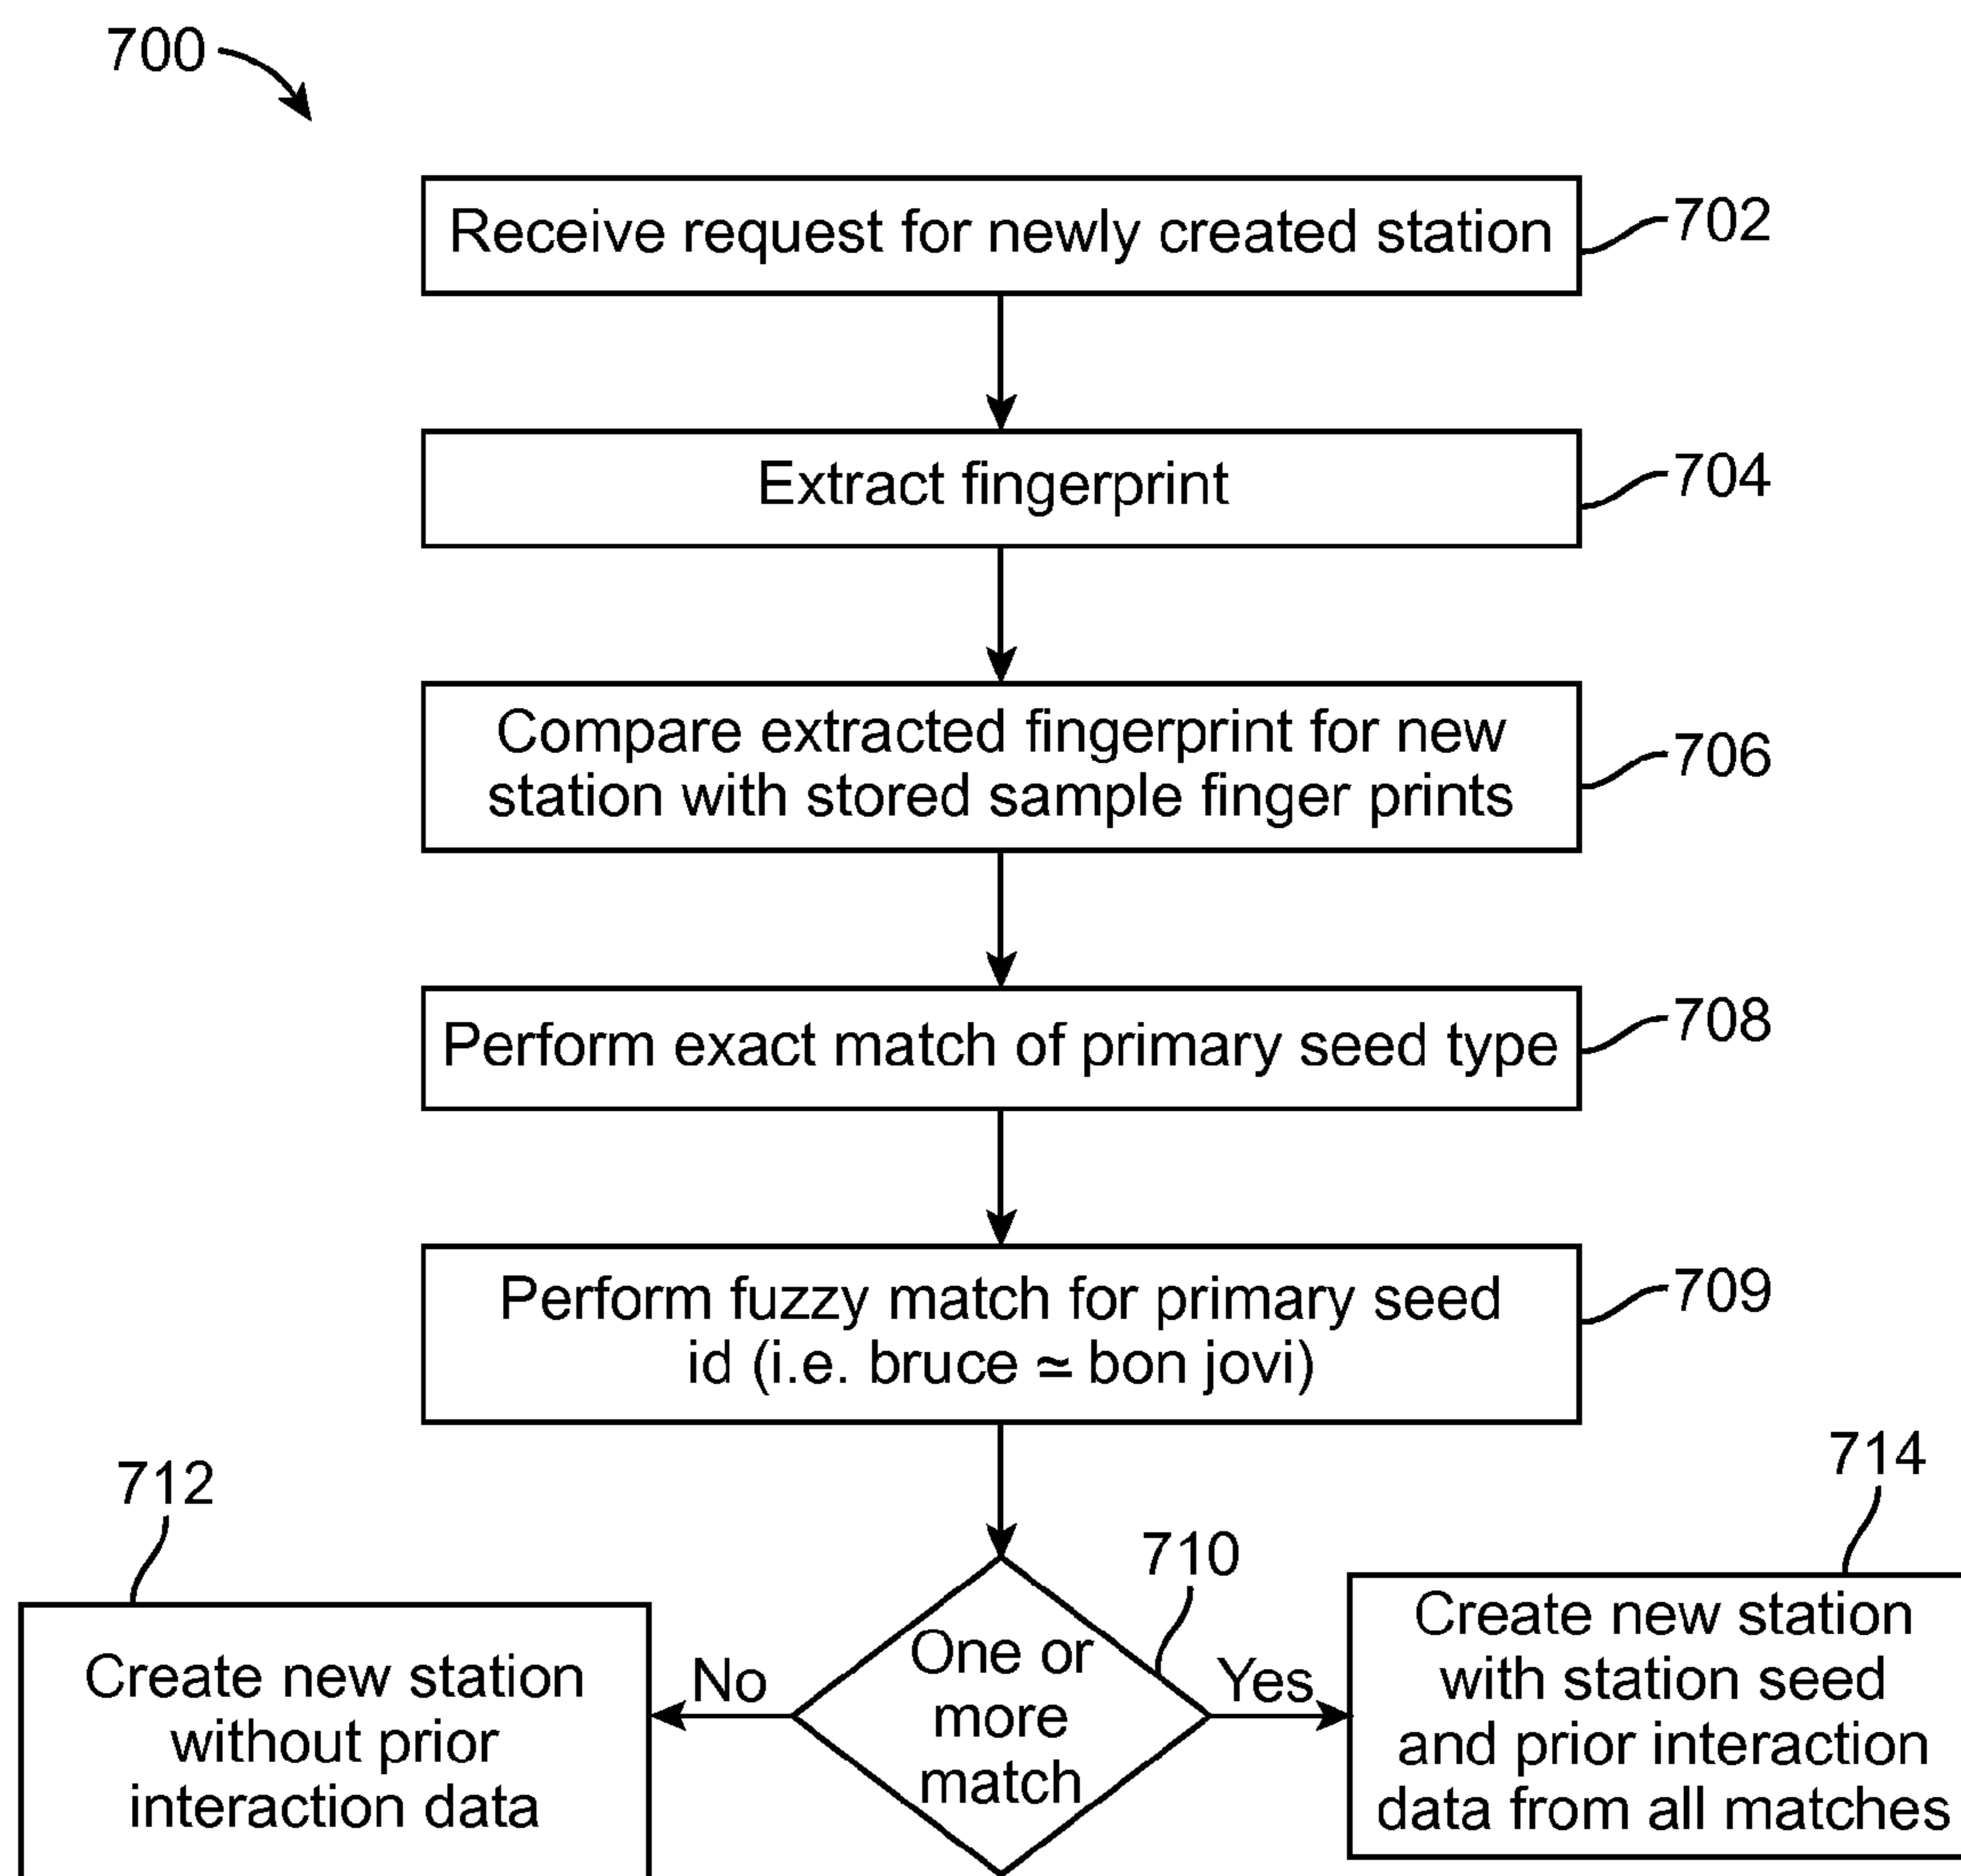 700
Receive request for newly created station
702
Extract fingerprint
704
Compare extracted fingerprint for new
station with stored sample finger prints
706
Perform exact match of primary seed type
708
Perform fuzzy match for primary seed
id (i.e. bruce ≃ bon jovi)
709
712
Create new station
without prior
interaction data
No
710
One or
more
match
Yes
714
Create new station
with station seed
and prior interaction
data from all matches